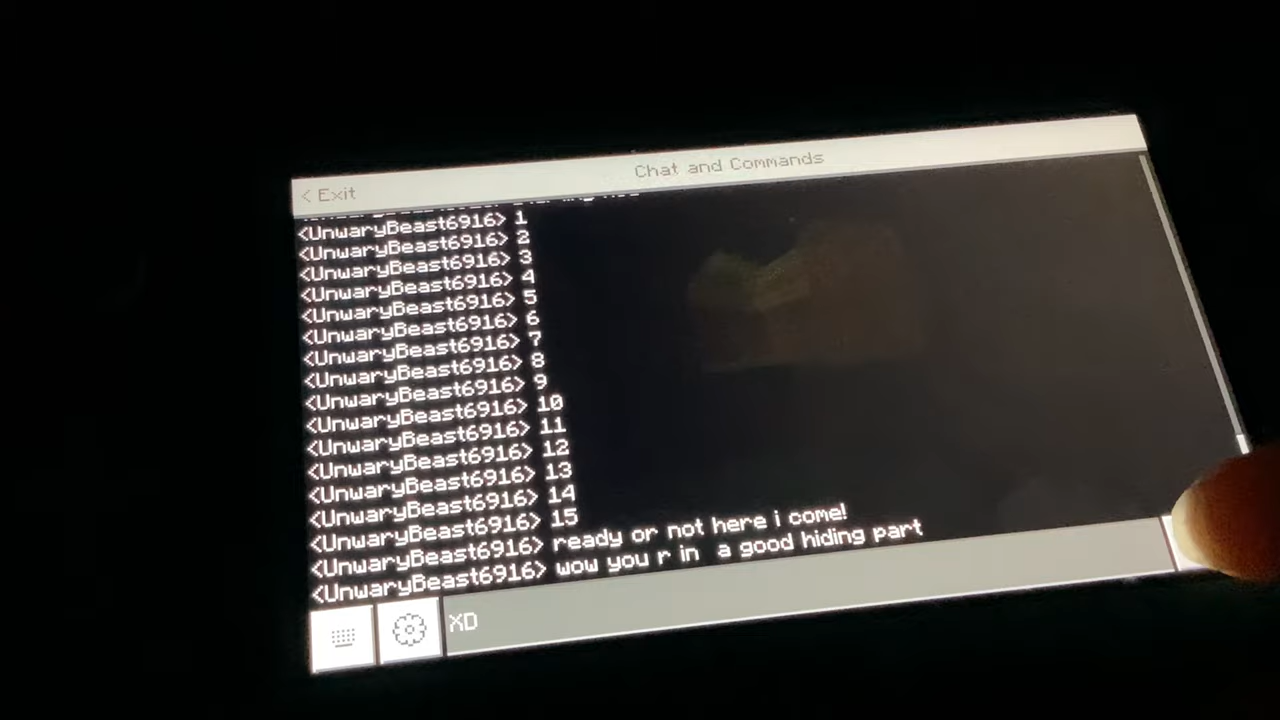 Chat and Commands
< Exit
<UnwaryBeast6916> 1
<UnwaryBeast6916> 2
<UnwaryBeast6916> 3
<UnwaryBeast6916> 4
<UnwaryBeast6916> 5
<UnwaryBeast6916> 6
<UnwaryBeast6916> 7
<UnwaryBeast6916> 8
<UnwaryBeast6916> 9
<UnwaryBeast6916> 10
<UnwaryBeast6916> 11
<UnwaryBeast6916> 12
<UnwaryBeast6916> 13
<UnwaryBeast6916> 14
<UnwaryBeast6916> 15
<UnwaryBeast6916> ready or not here i come!
<UnwaryBeast6916> wow you r in a good hiding part
XD